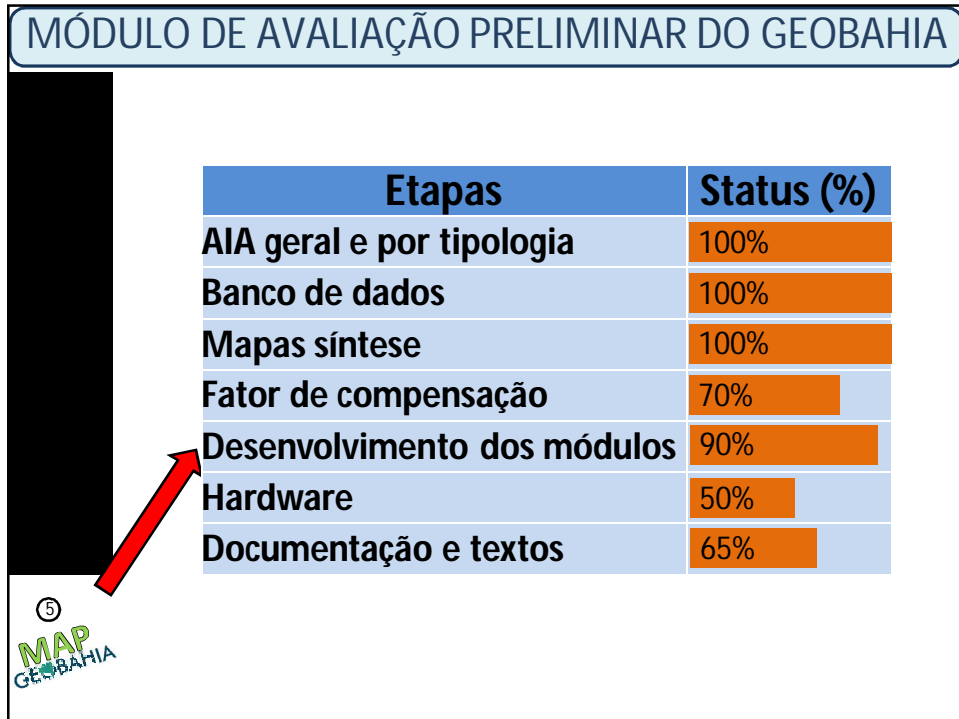 MÓDULO DE AVALIAÇÃO PRELIMINAR DO GEOBAHIA
Etapas Status (%)
AIA geral e por tipologia 100%
Banco de dados 100%
Mapas síntese 100%
Fator de compensação 70%
Desenvolvimento dos módulos 90%
Hardware 50%
Documentação e textos 65%
5
MAP
GEOBAHIA